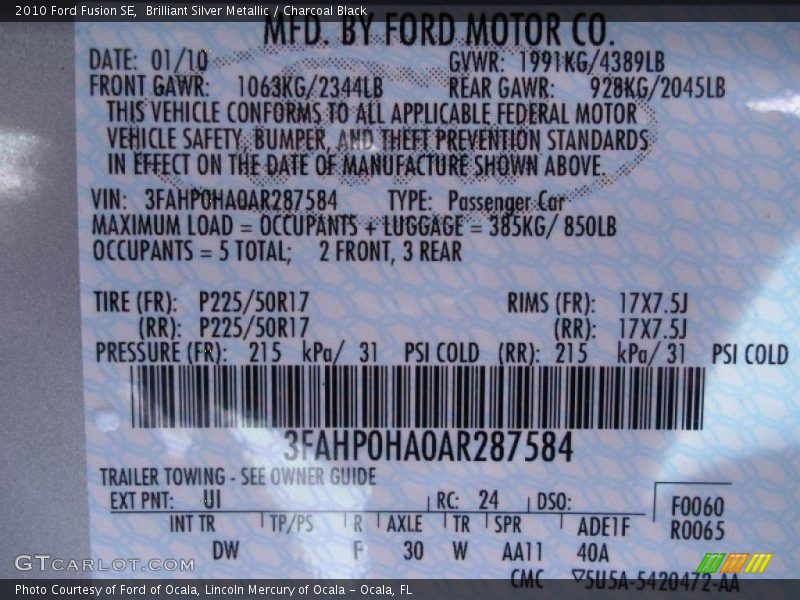 2010 Ford Fusion SE,  Brilliant Silver Metallic / Charcoal Black
MFD. BY FORD MOTOR CO.
DATE: 01/10 GVWR: 1991KG/4389LB
FRONT GAWR: 1063KG/2344LB REAR GAWR: 928KG/2045LB
THIS VEHICLE CONFORMS TO ALL APPLICABLE FEDERAL MOTOR
VEHICLE SAFETY, BUMPER, AND THEFT PREVENTION STANDARDS
IN EFFECT ON THE DATE OF MANUFACTURE SHOWN ABOVE.
VIN: 3FAHP0HA0AR287584 TYPE: Passenger Car
MAXIMUM LOAD = OCCUPANTS + LUGGAGE = 385KG/ 850LB
OCCUPANTS = 5 TOTAL; 2 FRONT, 3 REAR
TIRE (FR): P225/50R17 RIMS (FR): 17X7.5J
(RR): P225/50R17 (RR): 17X7.5J
PRESSURE (FR): 215 kPa/ 31 PSI COLD (RR): 215 kPa/ 31 PSI COLD
3FAHP0HA0AR287584
TRAILER TOWING - SEE OWNER GUIDE
EXT PNT: UI RC: 24 DSO: F0060
INT TR TP/PS R AXLE TR SPR ADE1F R0065
DW F 30 W AA11 40A
CMC ▽5U5A-5420472-AA
GTCARLOT.COM
Photo Courtesy of Ford of Ocala, Lincoln Mercury of Ocala - Ocala, FL